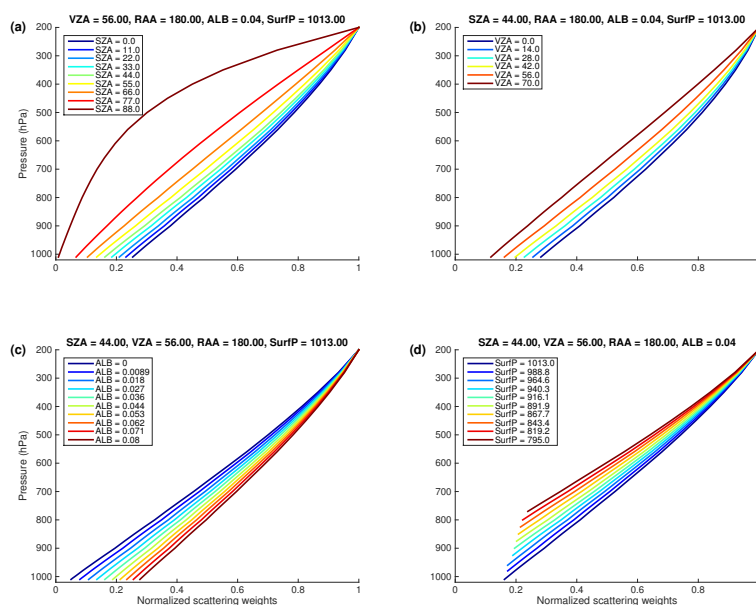 (a)
VZA = 56.00, RAA = 180.00, ALB = 0.04, SurfP = 1013.00
SZA = 0.0
SZA = 11.0
SZA = 22.0
SZA = 33.0
SZA = 44.0
SZA = 55.0
SZA = 66.0
SZA = 77.0
SZA = 88.0
Pressure (hPa)
200
300
400
500
600
700
800
900
1000
0
0.2
0.4
0.6
0.8
1
(b)
SZA = 44.00, RAA = 180.00, ALB = 0.04, SurfP = 1013.00
VZA = 0.0
VZA = 14.0
VZA = 28.0
VZA = 42.0
VZA = 56.0
VZA = 70.0
200
300
400
500
600
700
800
900
1000
0
0.2
0.4
0.6
0.8
(c)
SZA = 44.00, VZA = 56.00, RAA = 180.00, SurfP = 1013.00
ALB = 0
ALB = 0.0089
ALB = 0.018
ALB = 0.027
ALB = 0.036
ALB = 0.044
ALB = 0.053
ALB = 0.062
ALB = 0.071
ALB = 0.08
Pressure (hPa)
200
300
400
500
600
700
800
900
1000
0
0.2
0.4
0.6
0.8
1
Normalized scattering weights
(d)
SZA = 44.00, VZA = 56.00, RAA = 180.00, ALB = 0.04
SurfP = 1013.0
SurfP = 988.8
SurfP = 964.6
SurfP = 940.3
SurfP = 916.1
SurfP = 891.9
SurfP = 867.7
SurfP = 843.4
SurfP = 819.2
SurfP = 795.0
200
300
400
500
600
700
800
900
1000
0
0.2
0.4
0.6
0.8
Normalized scattering weights